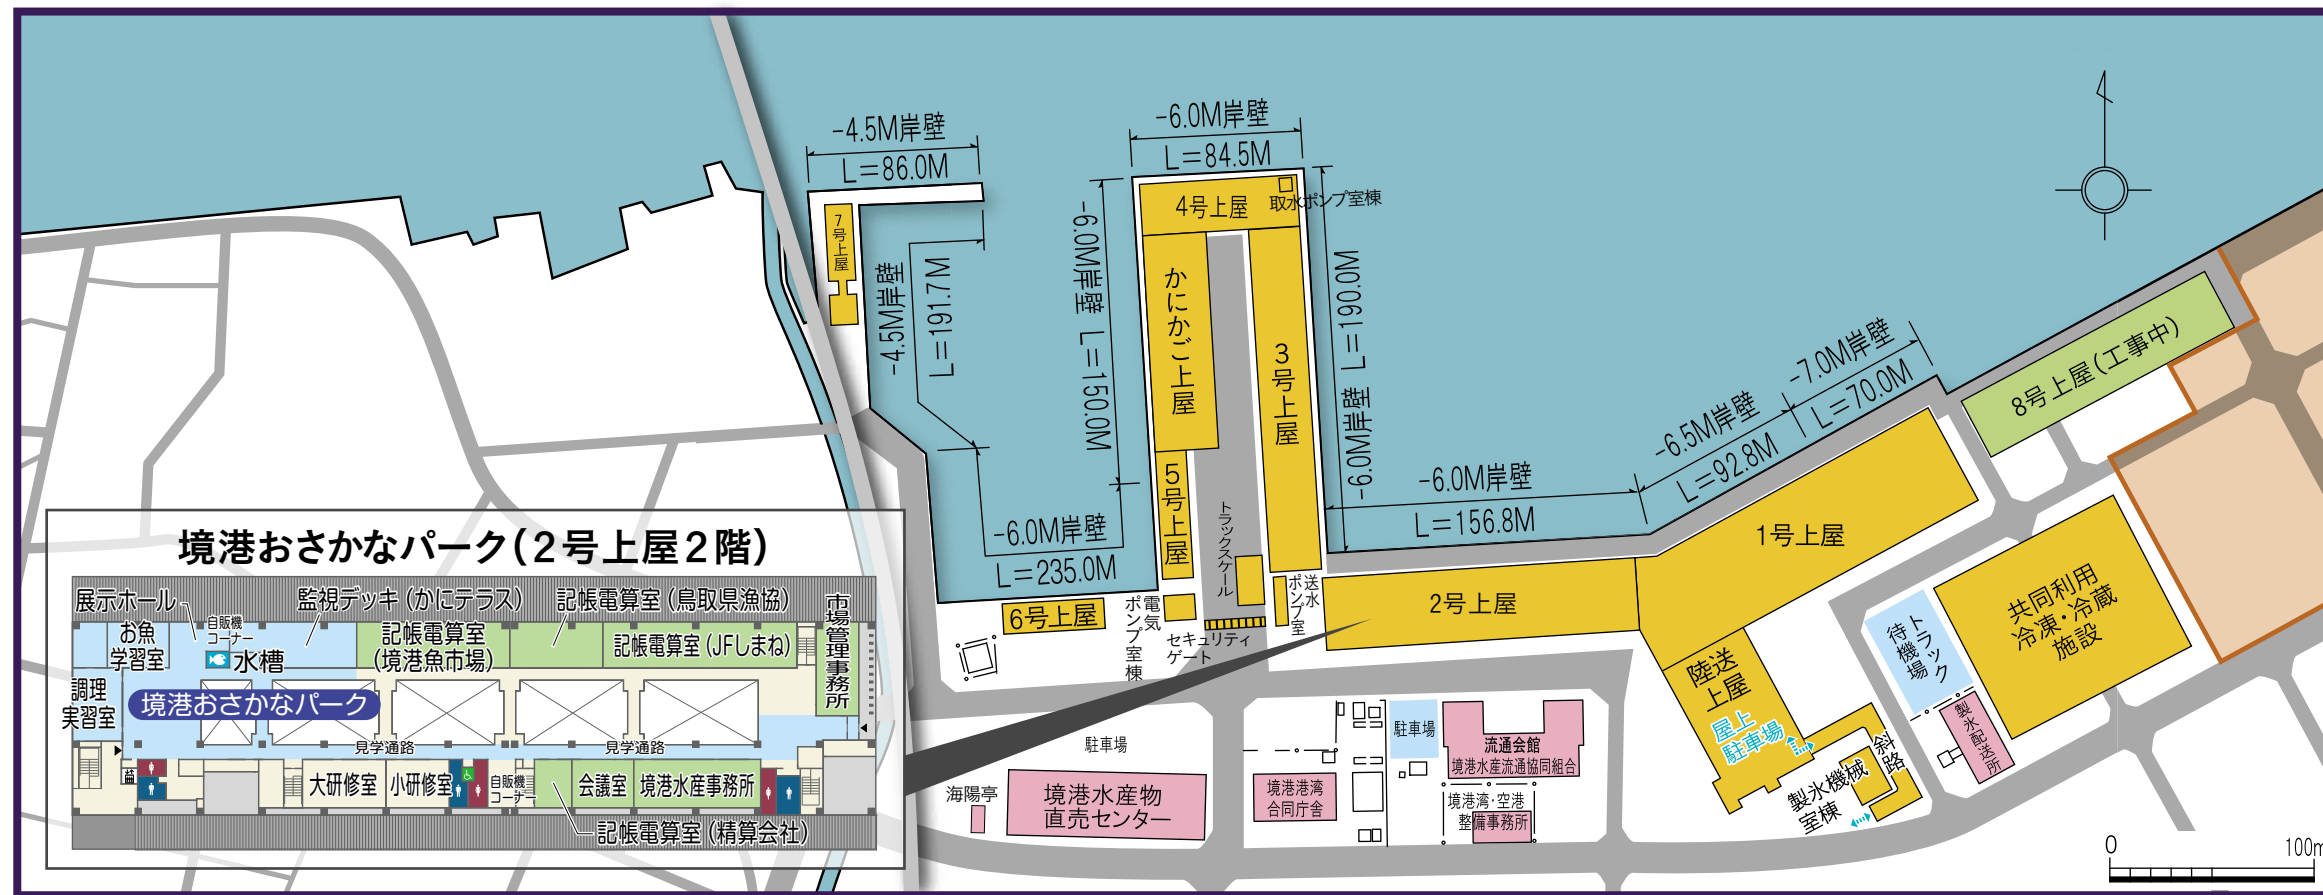 -4.5M岸壁
L=86.0M
-6.0M岸壁
L=84.5M
7号上屋
-4.5M岸壁
L=191.7M
-6.0M岸壁 L=150.0M
4号上屋
取水ポンプ室棟
かにかご上屋
3号上屋
-6.0M岸壁 L=190.0M
5号上屋
トラックスケール
-6.0M岸壁
L=235.0M
-6.0M岸壁
L=156.8M
-6.5M岸壁
L=92.8M
-7.0M岸壁
L=70.0M
8号上屋(工事中)
1号上屋
2号上屋
6号上屋
電気
ポンプ室棟
セキュリティ
ゲート
送水
ポンプ室
陸送
上屋
屋上
駐車場
共同利用
冷凍・冷蔵
施設
トラック
待機場
製氷配送所
斜路
製氷機械
室棟
駐車場
海陽亭
境港水産物
直売センター
境港港湾
合同庁舎
駐車場
流通会館
境港水産流通協同組合
境港湾・空港
整備事務所
0
100m
境港おさかなパーク(2号上屋2階)
展示ホール
監視デッキ(かにテラス)
記帳電算室(鳥取県漁協)
市場管理事務所
お魚
学習室
自販機
コーナー
水槽
記帳電算室
(境港魚市場)
記帳電算室(JFしまね)
調理
実習室
境港おさかなパーク
見学通路
見学通路
大研修室
小研修室
自販機
コーナー
会議室
境港水産事務所
記帳電算室(精算会社)